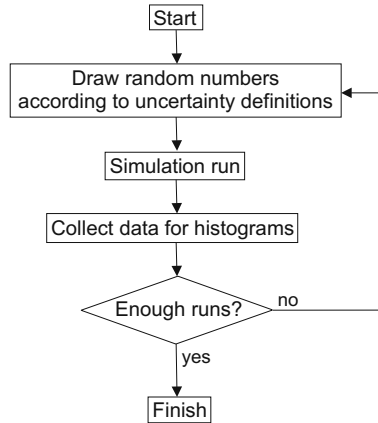 Start
Draw random numbers
according to uncertainty definitions
Simulation run
Collect data for histograms
Enough runs?
no
yes
Finish